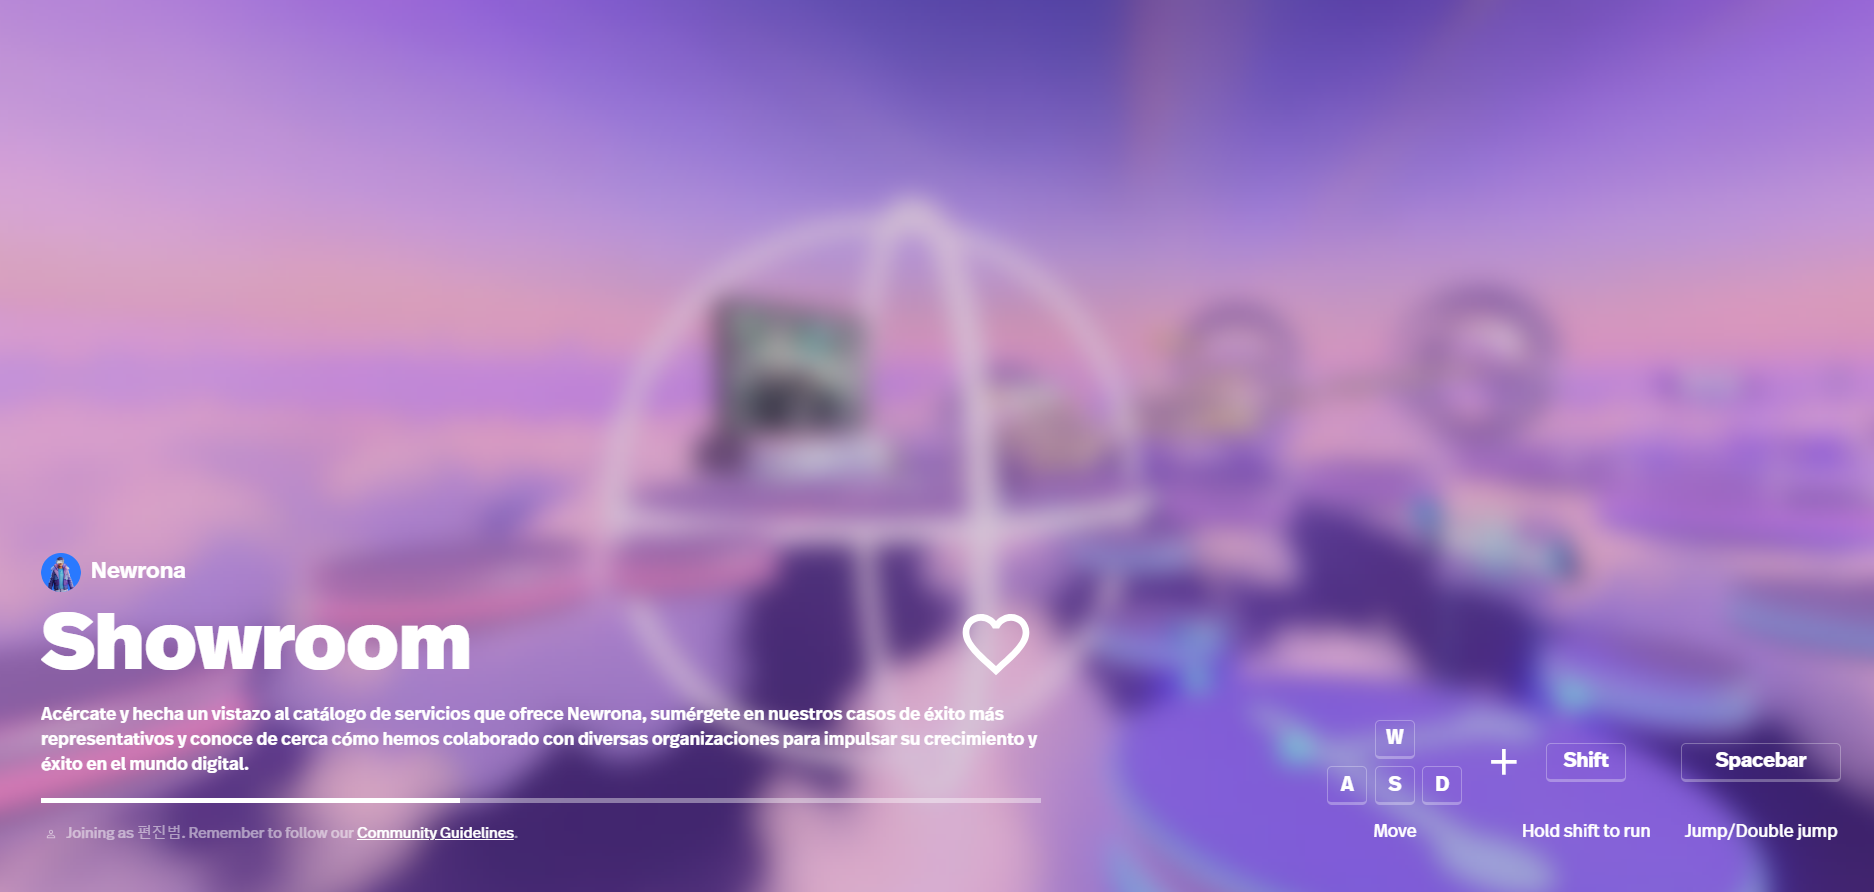 Newrona
Showroom
Acércate y hecha un vistazo al catálogo de servicios que ofrece Newrona, sumérgete en nuestros casos de éxito más
representativos y conoce de cerca cómo hemos colaborado con diversas organizaciones para impulsar su crecimiento y
éxito en el mundo digital.
Joining as 편진범. Remember to follow our Community Guidelines.
W
A S D
Move
+
Shift
Hold shift to run
Spacebar
Jump/Double jump